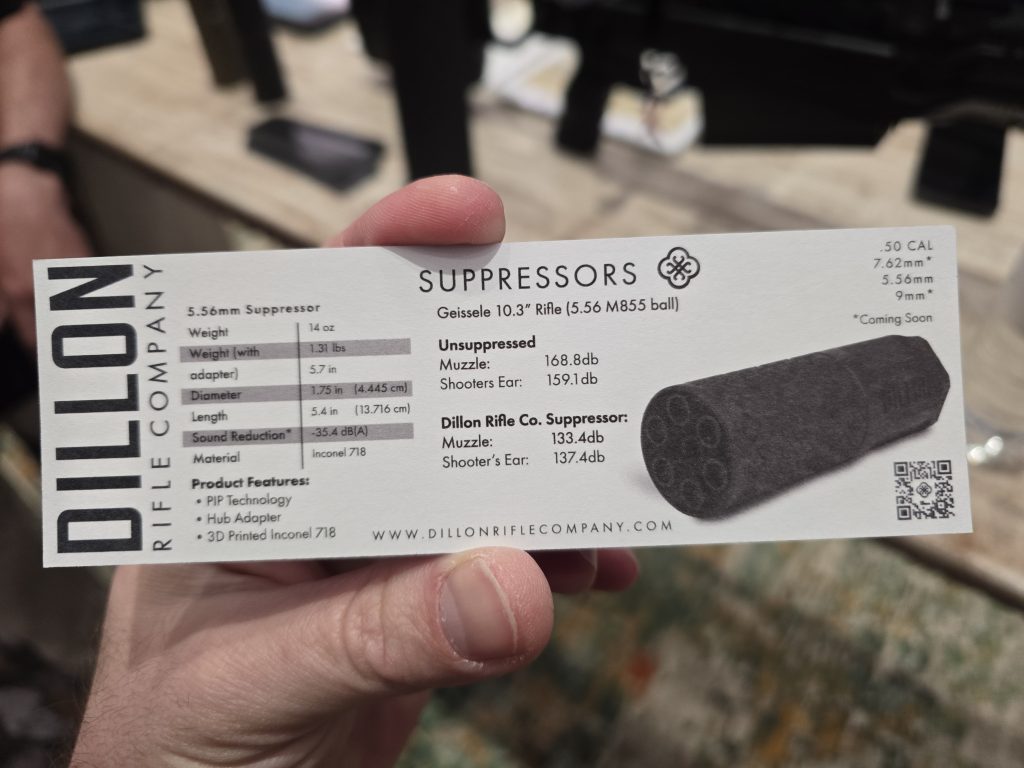 DILLON
RIFLE COMPANY
SUPPRESSORS
Geissele 10.3” Rifle (5.56 M855 ball)
.50 CAL
7.62mm*
5.56mm
9mm*
*Coming Soon
5.56mm Suppressor
Weight 14 oz
Weight (with 1.31 lbs
adapter) 5.7 in
Diameter 1.75 in (4.445 cm)
Length 5.4 in (13.716 cm)
Sound Reduction* -35.4 dB(A)
Material Inconel 718
Product Features:
• PIP Technology
• Hub Adapter
• 3D Printed Inconel 718
Unsuppressed
Muzzle: 168.8db
Shooters Ear: 159.1db
Dillon Rifle Co. Suppressor:
Muzzle: 133.4db
Shooter’s Ear: 137.4db
WWW.DILLONRIFLECOMPANY.COM